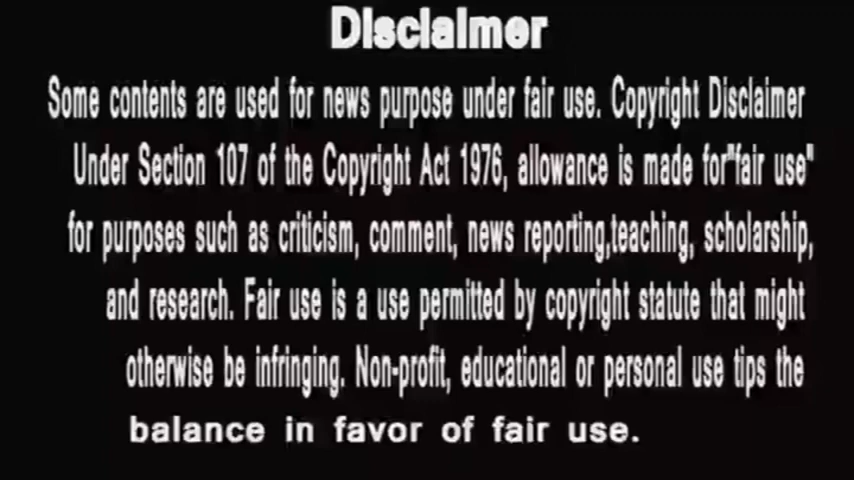 Disclaimer
Some contents are used for news purpose under fair use. Copyright Disclaimer
Under Section 107 of the Copyright Act 1976, allowance is made for"fair use"
for purposes such as criticism, comment, news reporting,teaching, scholarship,
and research. Fair use is a use permitted by copyright statute that might
otherwise be infringing. Non-profit, educational or personal use tips the
balance in favor of fair use.